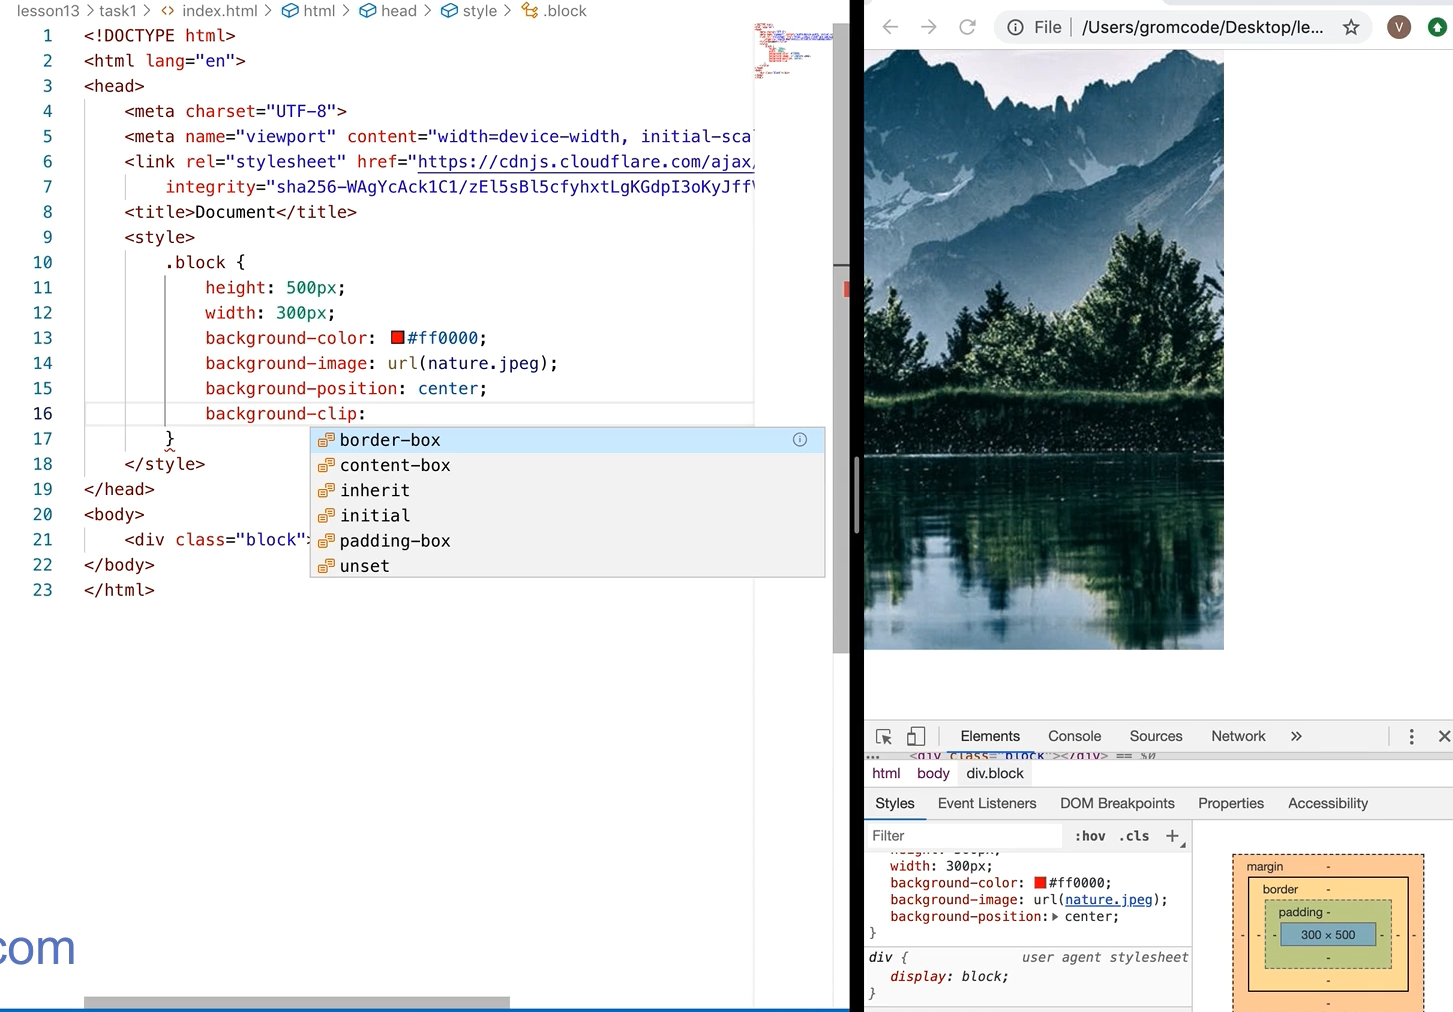 lesson13 > task1 > <> index.html > html > head > style > .block
1 <!DOCTYPE html>
2 <html lang="en">
3 <head>
4 <meta charset="UTF-8">
5 <meta name="viewport" content="width=device-width, initial-sca
6 <link rel="stylesheet" href="https://cdnjs.cloudflare.com/ajax/
7 integrity="sha256-WAgYcAck1C1/zEl5sBl5cfyhxtLgKGdpI3oKyJff
8 <title>Document</title>
9 <style>
10 .block {
11 height: 500px;
12 width: 300px;
13 background-color: #ff0000;
14 background-image: url(nature.jpeg);
15 background-position: center;
16 background-clip:
17 }
18 </style>
19 </head>
20 <body>
21 <div class="block">
22 </body>
23 </html>
border-box
content-box
inherit
initial
padding-box
unset
com
File | /Users/gromcode/Desktop/le...
V
Elements Console Sources Network »
<div class="block"></div> == $0
html body div.block
Styles Event Listeners DOM Breakpoints Properties Accessibility
Filter :hov .cls +
height: 500px;
width: 300px;
background-color: #ff0000;
background-image: url(nature.jpeg);
background-position: center;
}
div { user agent stylesheet
display: block;
}
margin -
border -
padding -
- - - 300 × 500 - - -
-
-
-